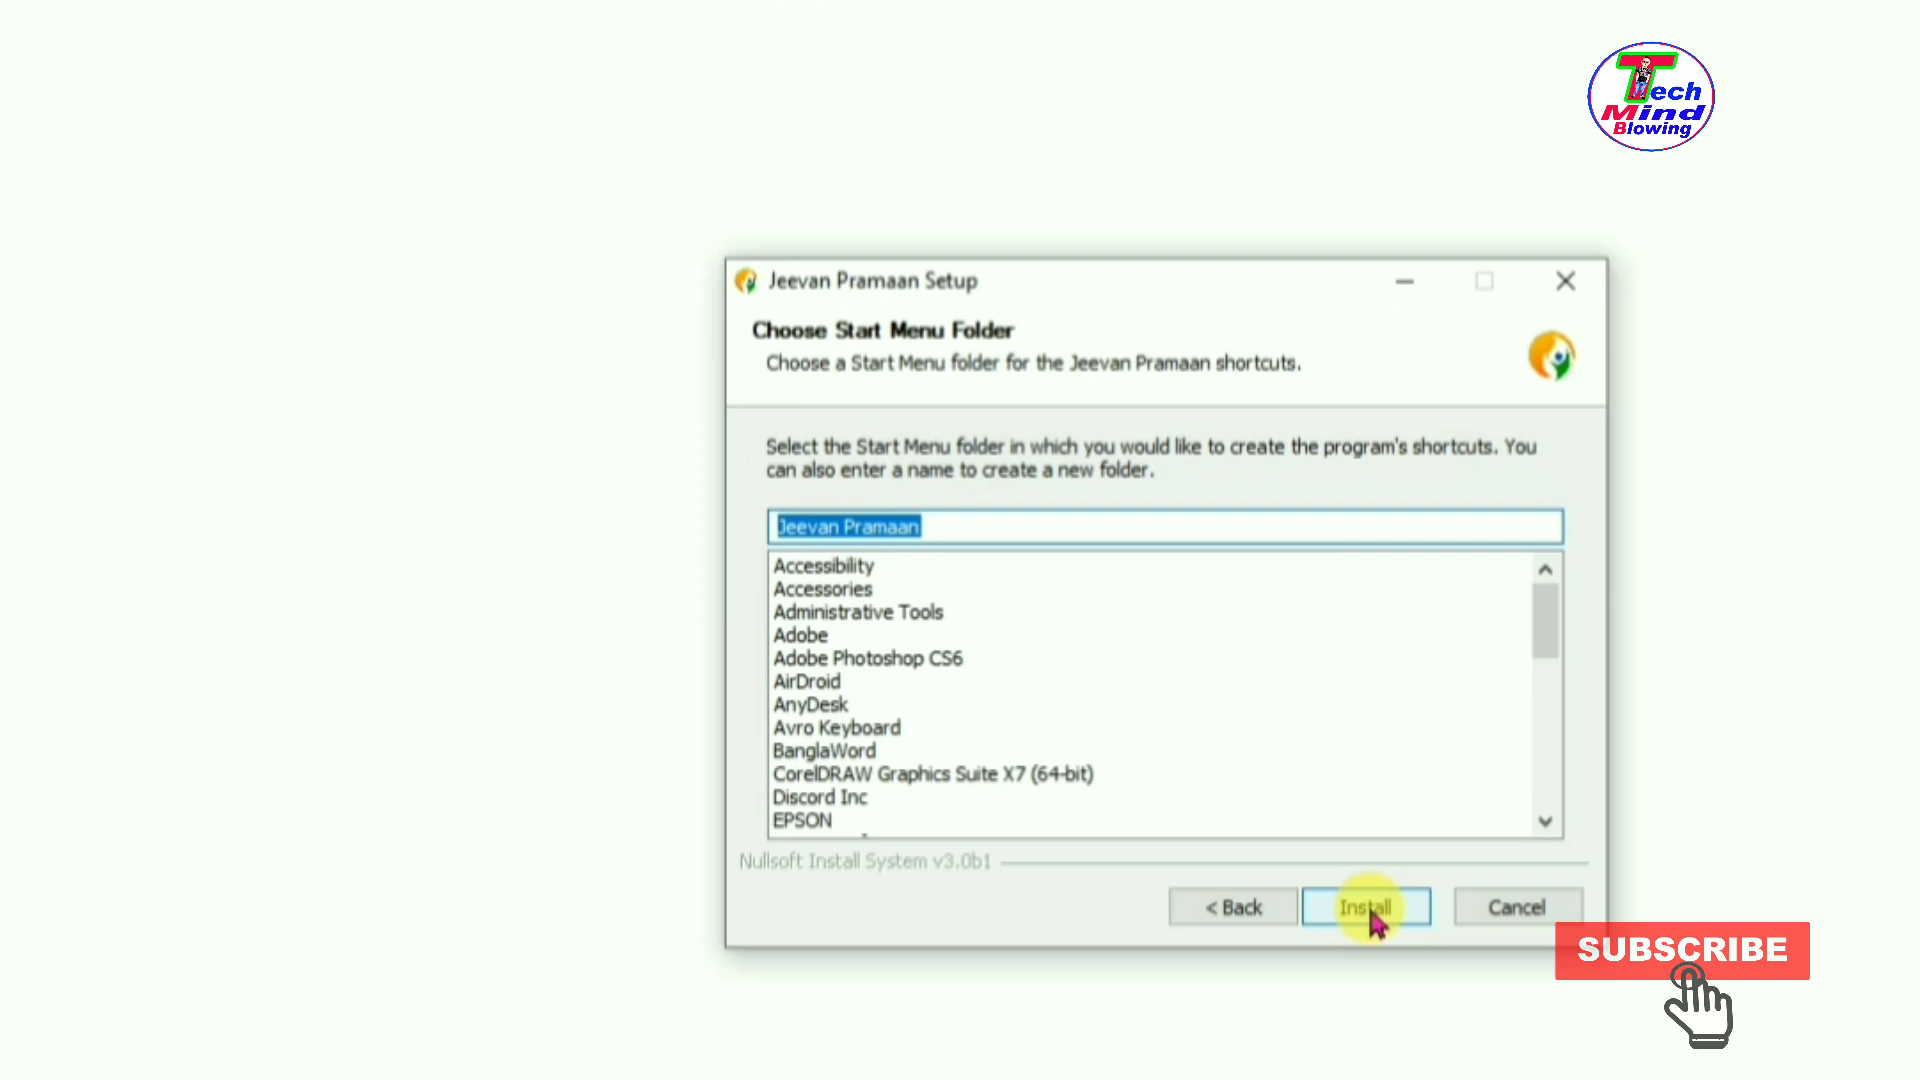 Tech
Mind
Blowing
Jeevan Pramaan Setup
Choose Start Menu Folder
Choose a Start Menu folder for the Jeevan Pramaan shortcuts.
Select the Start Menu folder in which you would like to create the program's shortcuts. You
can also enter a name to create a new folder.
Jeevan Pramaan
Accessibility
Accessories
Administrative Tools
Adobe
Adobe Photoshop CS6
AirDroid
AnyDesk
Avro Keyboard
BanglaWord
CorelDRAW Graphics Suite X7 (64-bit)
Discord Inc
EPSON
Nullsoft Install System v3.0b1
< Back
Install
Cancel
SUBSCRIBE